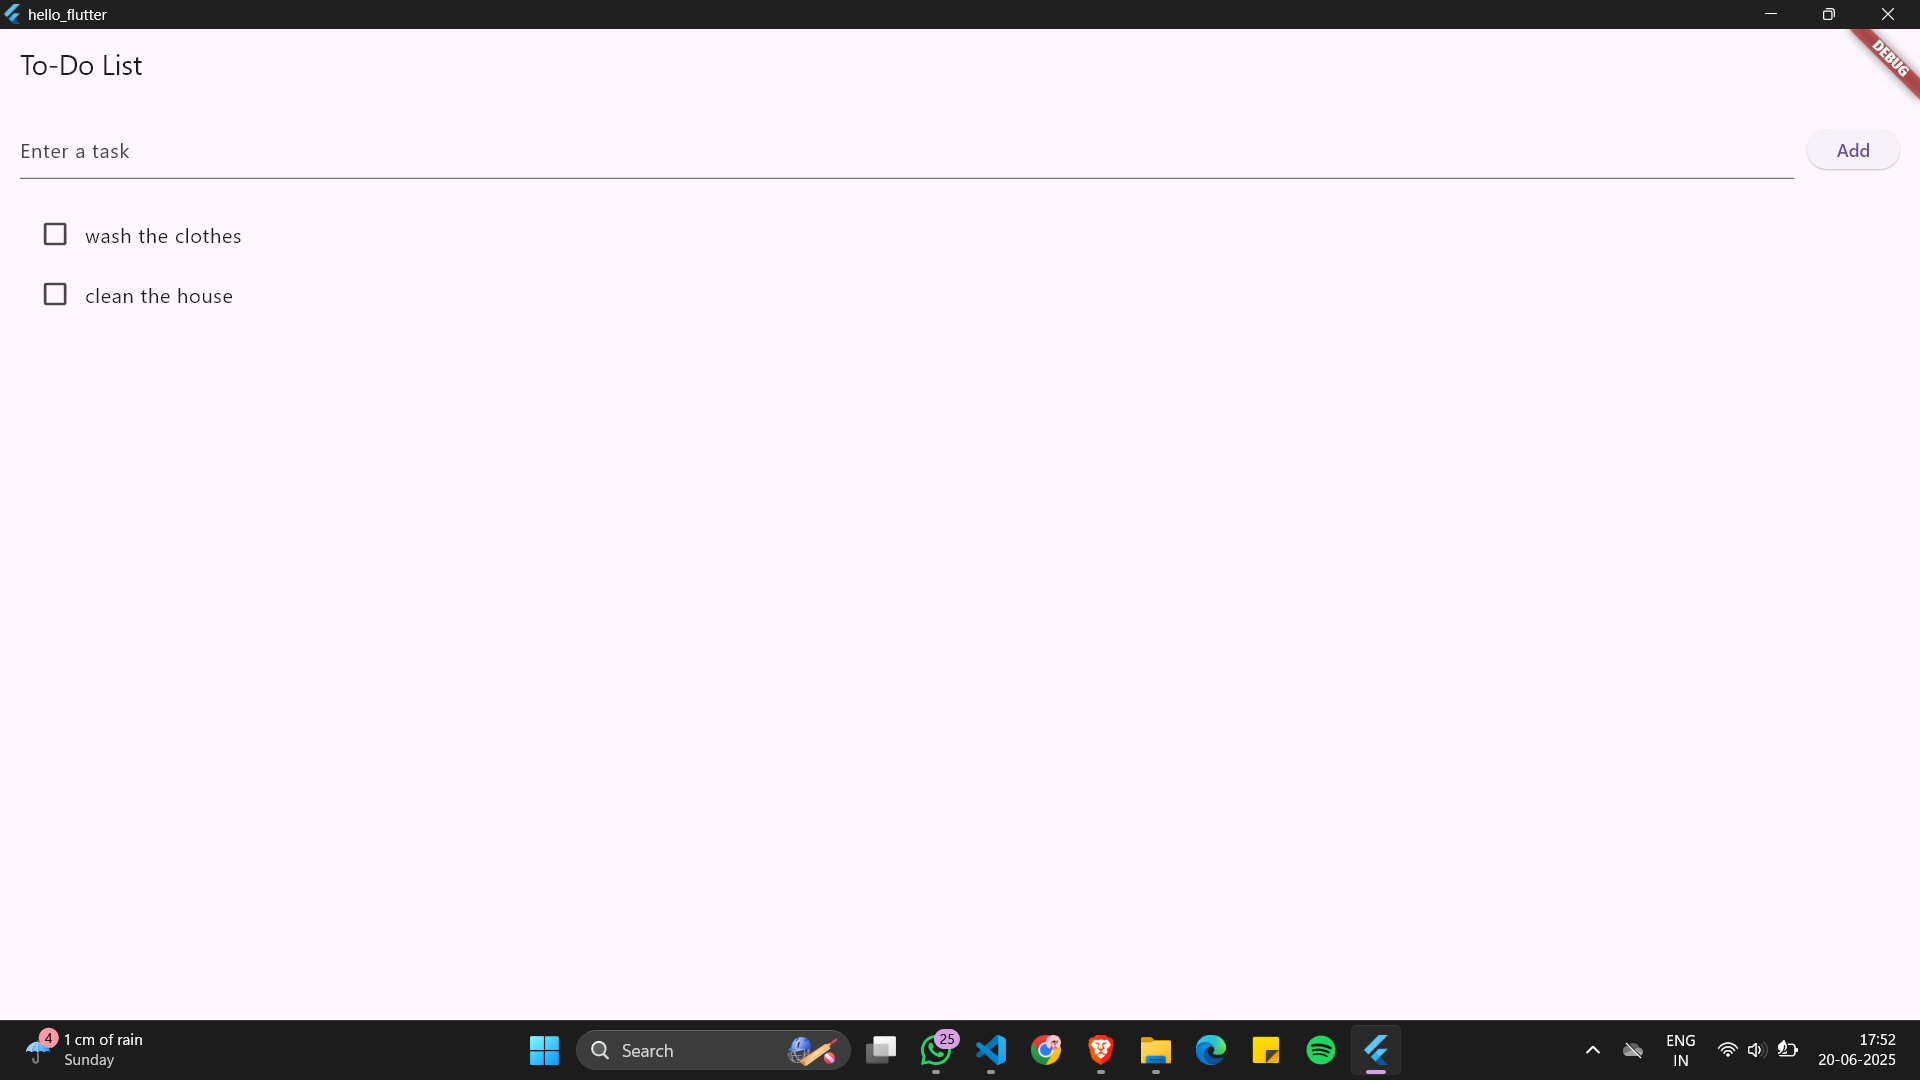 hello_flutter
To-Do List
DEBUG
Enter a task
Add
wash the clothes
clean the house
4
1 cm of rain
Sunday
Search
25
ENG
IN
17:52
20-06-2025